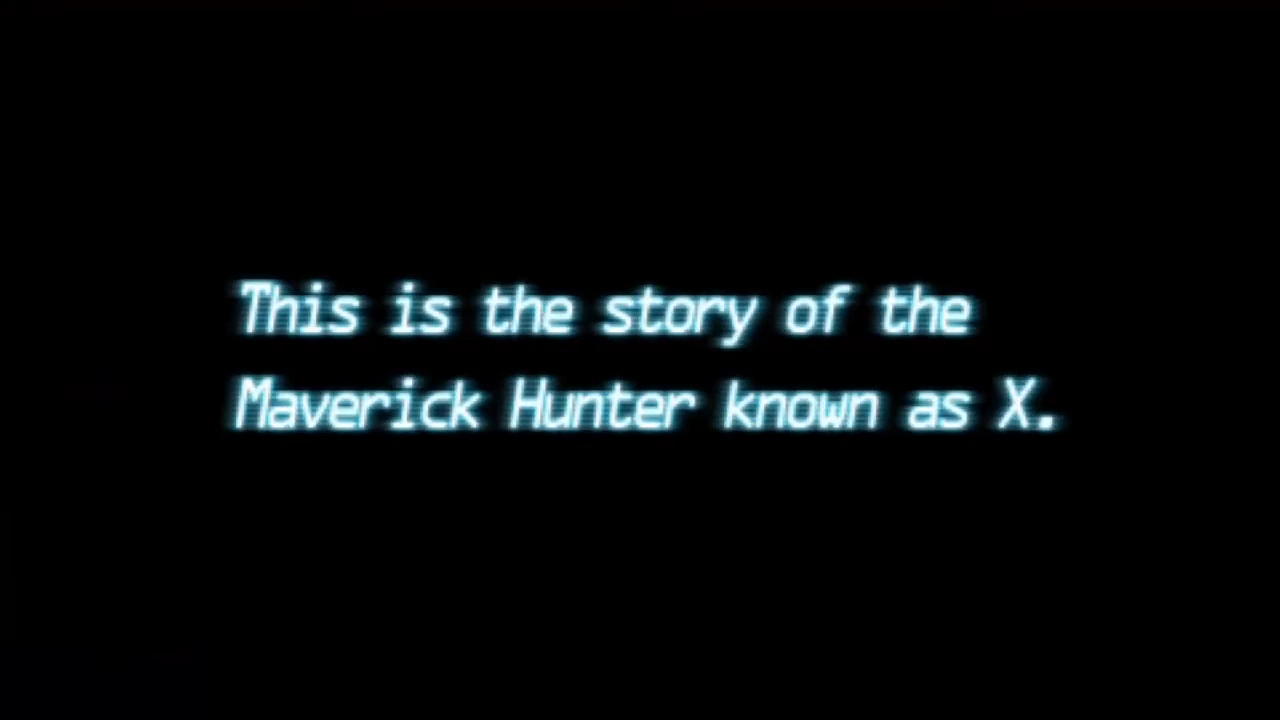 This is the story of the
Maverick Hunter known as X.